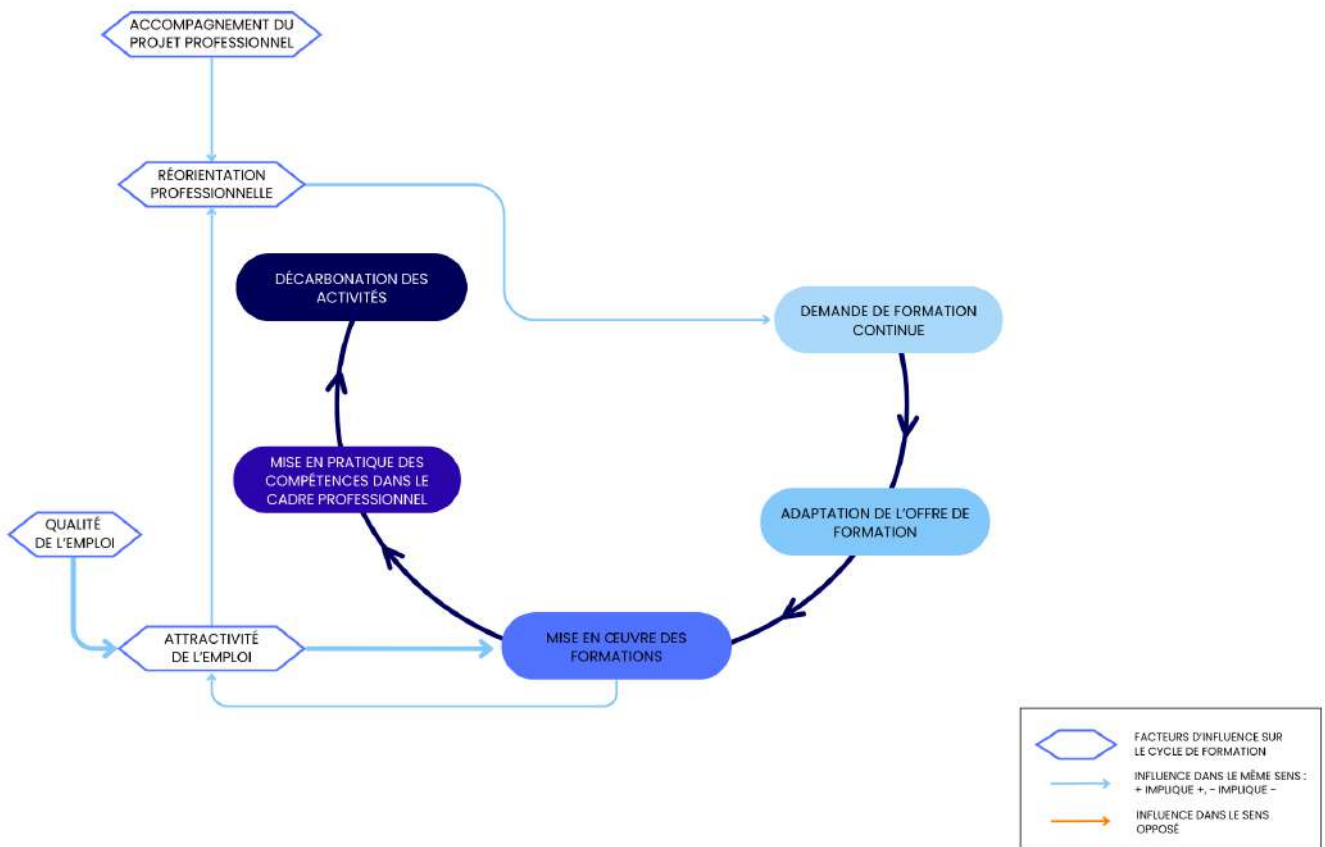 ACCOMPAGNEMENT DU
PROJET PROFESSIONNEL
RÉORIENTATION
PROFESSIONNELLE
DÉCARBONATION DES
ACTIVITÉS
DEMANDE DE FORMATION
CONTINUE
MISE EN PRATIQUE DES
COMPÉTENCES DANS LE
CADRE PROFESSIONNEL
ADAPTATION DE L'OFFRE DE
FORMATION
QUALITÉ
DE L'EMPLOI
ATTRACTIVITÉ
DE L'EMPLOI
MISE EN ŒUVRE DES
FORMATIONS
FACTEURS D'INFLUENCE SUR
LE CYCLE DE FORMATION
INFLUENCE DANS LE MÊME SENS :
+ IMPLIQUE +, - IMPLIQUE -
INFLUENCE DANS LE SENS
OPPOSÉ